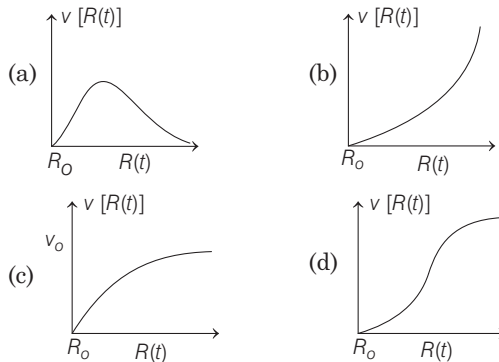 v [R(t)]
(a)
R_o R(t)
v [R(t)]
(b)
R_o R(t)
v [R(t)]
v_o
(c)
R_o R(t)
v [R(t)]
(d)
R_o R(t)